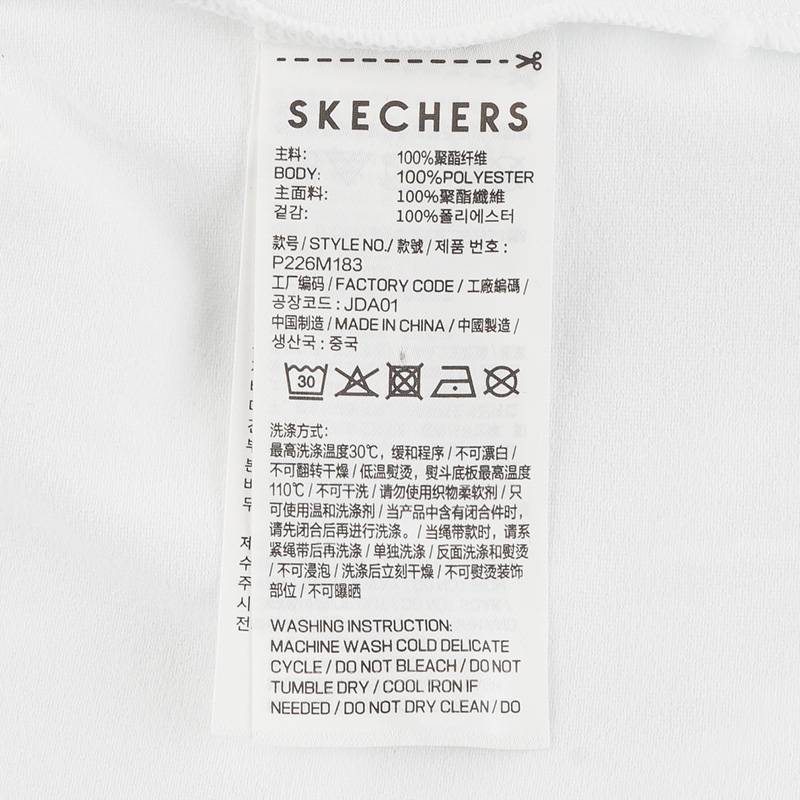 SKECHERS
主料: 100%聚酯纤维
BODY: 100%POLYESTER
主面料: 100%聚酯纖維
겉감: 100%폴리에스터
款号/STYLE NO./款號/제품 번호:
P226M183
工厂编码/FACTORY CODE/工廠編碼/
공장코드:JDA01
中国制造/MADE IN CHINA/中國製造/
생산국:중국
30
洗涤方式:
最高洗涤温度30℃,缓和程序/不可漂白/
不可翻转干燥/低温熨烫,熨斗底板最高温度
110℃/不可干洗/请勿使用织物柔软剂/只
可使用温和洗涤剂/当产品中含有闭合件时,
请先闭合后再进行洗涤。/当绳带款时,请系
紧绳带后再洗涤/单独洗涤/反面洗涤和熨烫
/不可浸泡/洗涤后立刻干燥/不可熨烫装饰
部位/不可曝晒
WASHING INSTRUCTION:
MACHINE WASH COLD DELICATE
CYCLE/DO NOT BLEACH/DO NOT
TUMBLE DRY/COOL IRON IF
NEEDED/DO NOT DRY CLEAN/DO